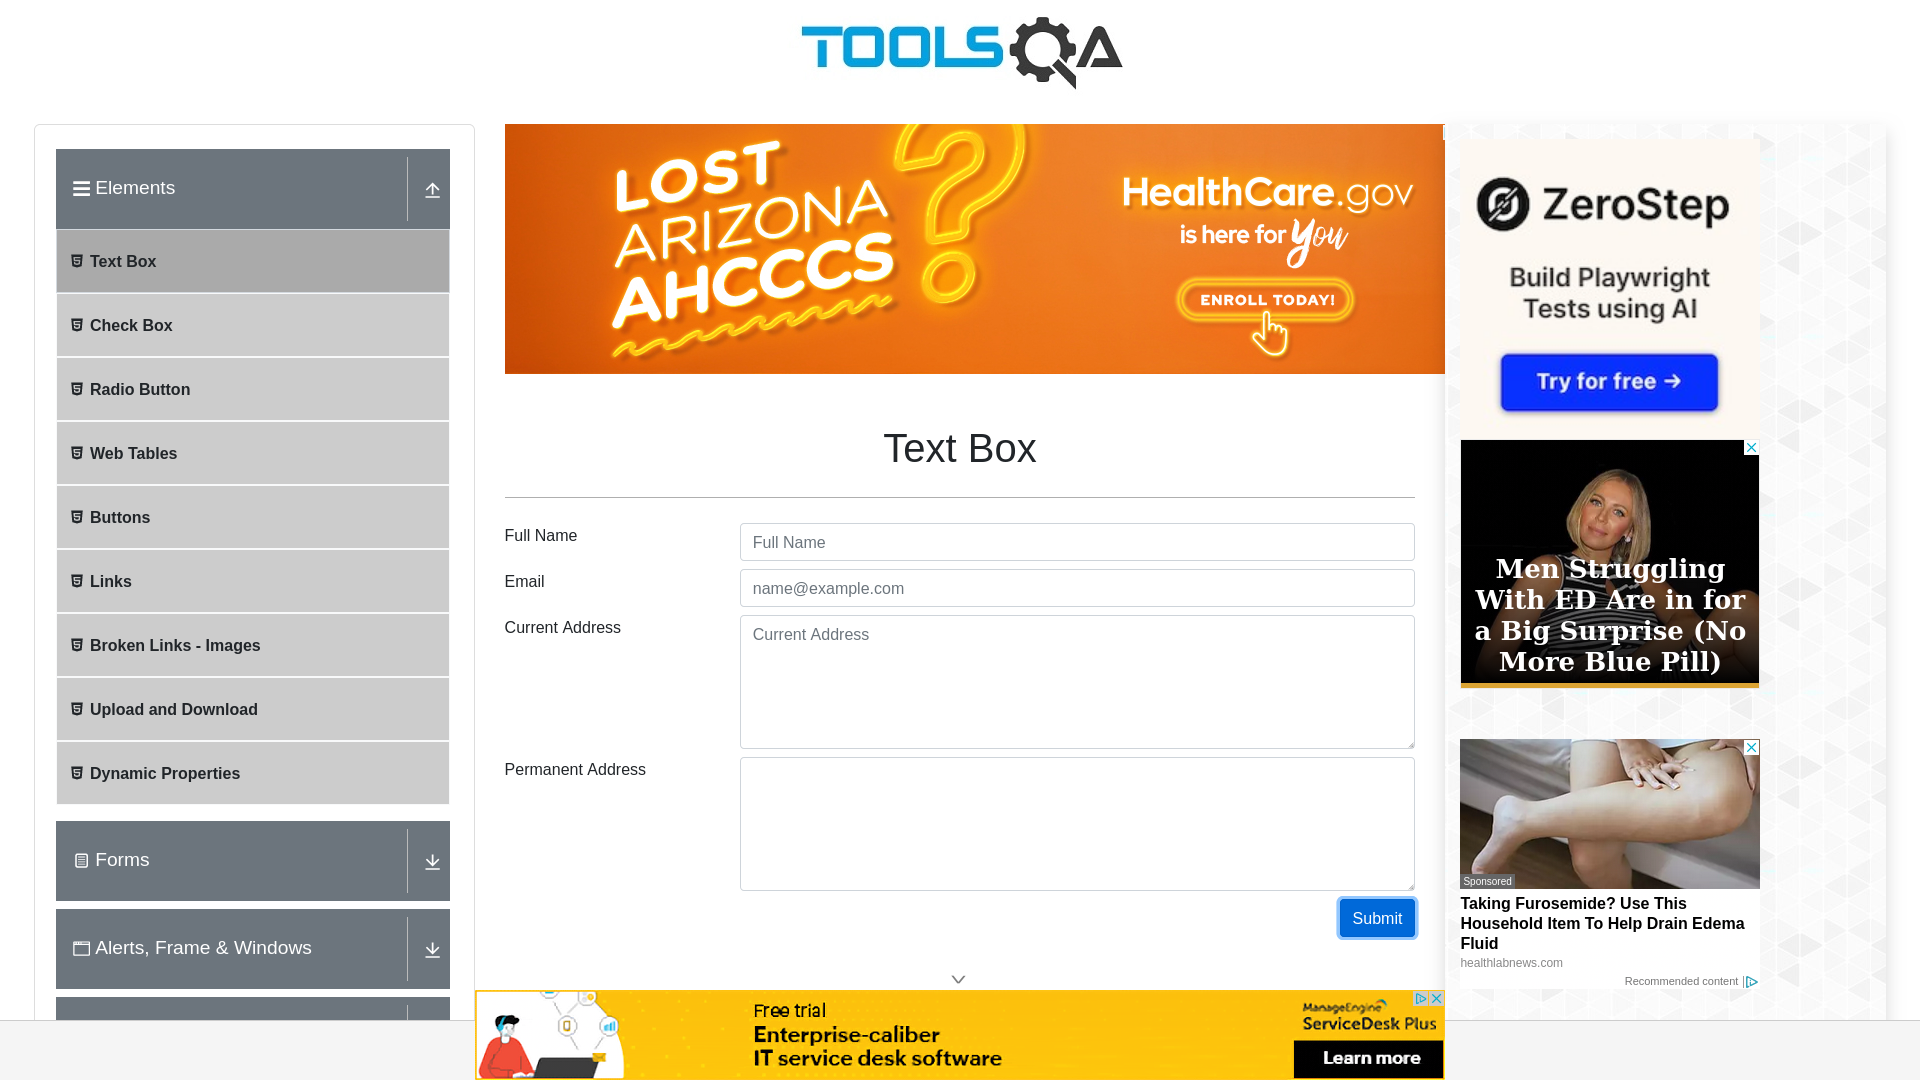 TOOLSQA
Elements
Text Box
Check Box
Radio Button
Web Tables
Buttons
Links
Broken Links - Images
Upload and Download
Dynamic Properties
Forms
Alerts, Frame & Windows
LOST
ARIZONA
AHCCCS
?
HealthCare.gov
is here for you
ENROLL TODAY!
Text Box
Full Name
Full Name
Email
name@example.com
Current Address
Current Address
Permanent Address
Submit
ZeroStep
Build Playwright
Tests using AI
Try for free →
Men Struggling
With ED Are in for
a Big Surprise (No
More Blue Pill)
Sponsored
Taking Furosemide? Use This
Household Item To Help Drain Edema
Fluid
healthlabnews.com
Recommended content
Free trial
Enterprise-caliber
IT service desk software
ManageEngine
ServiceDesk Plus
Learn more